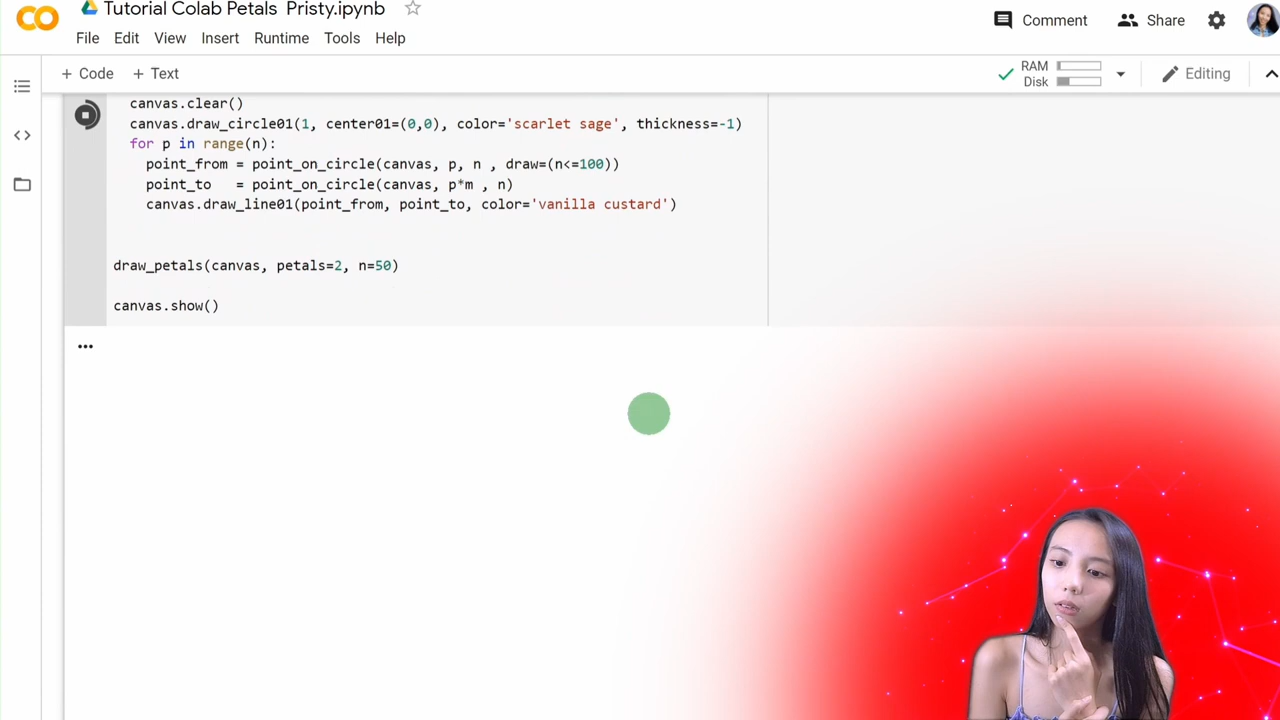 Tutorial Colab Petals Pristy.ipynb
Comment
Share
File Edit View Insert Runtime Tools Help
+ Code + Text
RAM
Disk
Editing
canvas.clear()
canvas.draw_circle01(1, center01=(0,0), color='scarlet sage', thickness=-1)
for p in range(n):
point_from = point_on_circle(canvas, p, n , draw=(n<=100))
point_to   = point_on_circle(canvas, p*m , n)
canvas.draw_line01(point_from, point_to, color='vanilla custard')
draw_petals(canvas, petals=2, n=50)
canvas.show()